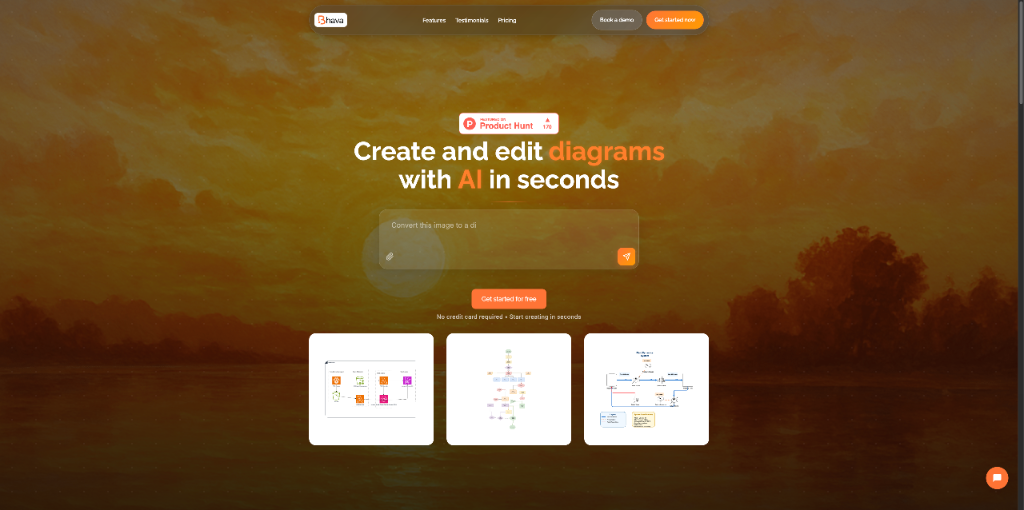 Bhava
Features
Testimonials
Pricing
Book a demo
Get started now
FEATURED ON
Product Hunt
170
Create and edit diagrams
with AI in seconds
Convert this image to a di
Get started for free
No credit card required • Start creating in seconds